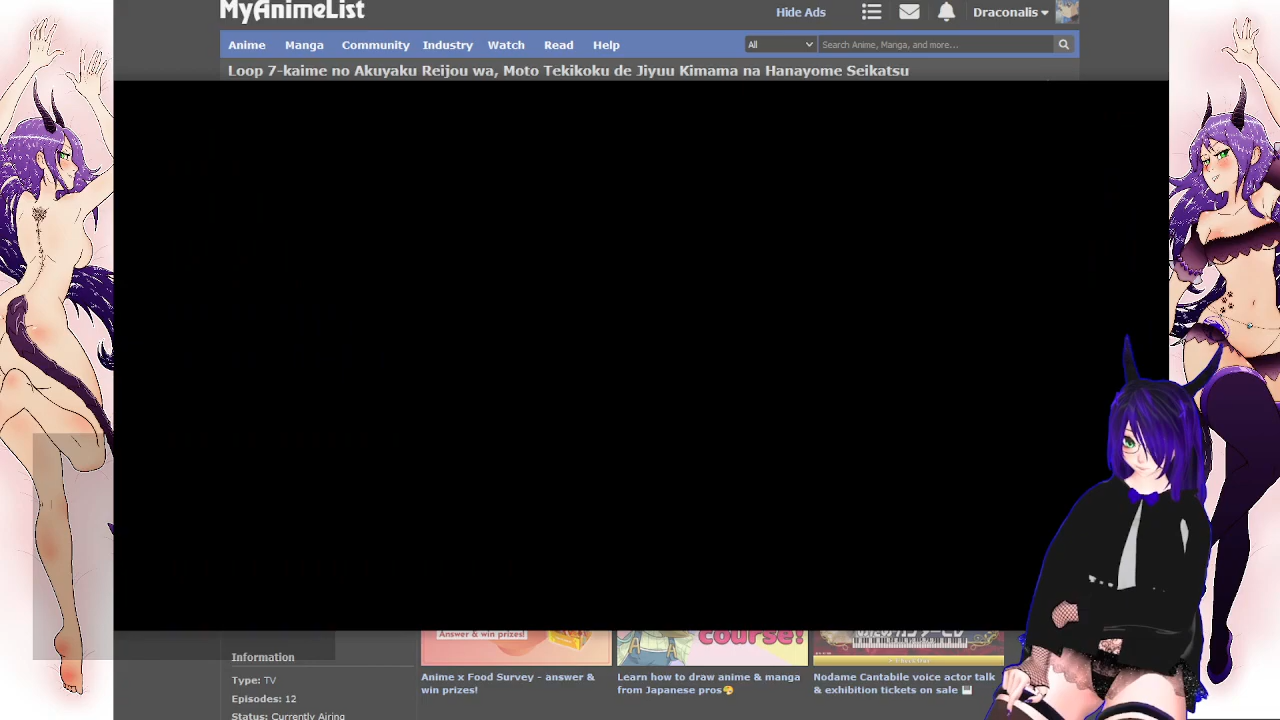 MyAnimeList
Hide Ads
Draconalis
Anime Manga Community Industry Watch Read Help
All
Search Anime, Manga, and more...
Loop 7-kaime no Akuyaku Reijou wa, Moto Tekikoku de Jiyuu Kimama na Hanayome Seikatsu
Answer & win prizes!
course!
Information
Type: TV
Episodes: 12
Status: Currently Airing
Anime x Food Survey - answer &
win prizes!
Learn how to draw anime & manga
from Japanese pros🤩
Nodame Cantabile voice actor talk
& exhibition tickets on sale 💾